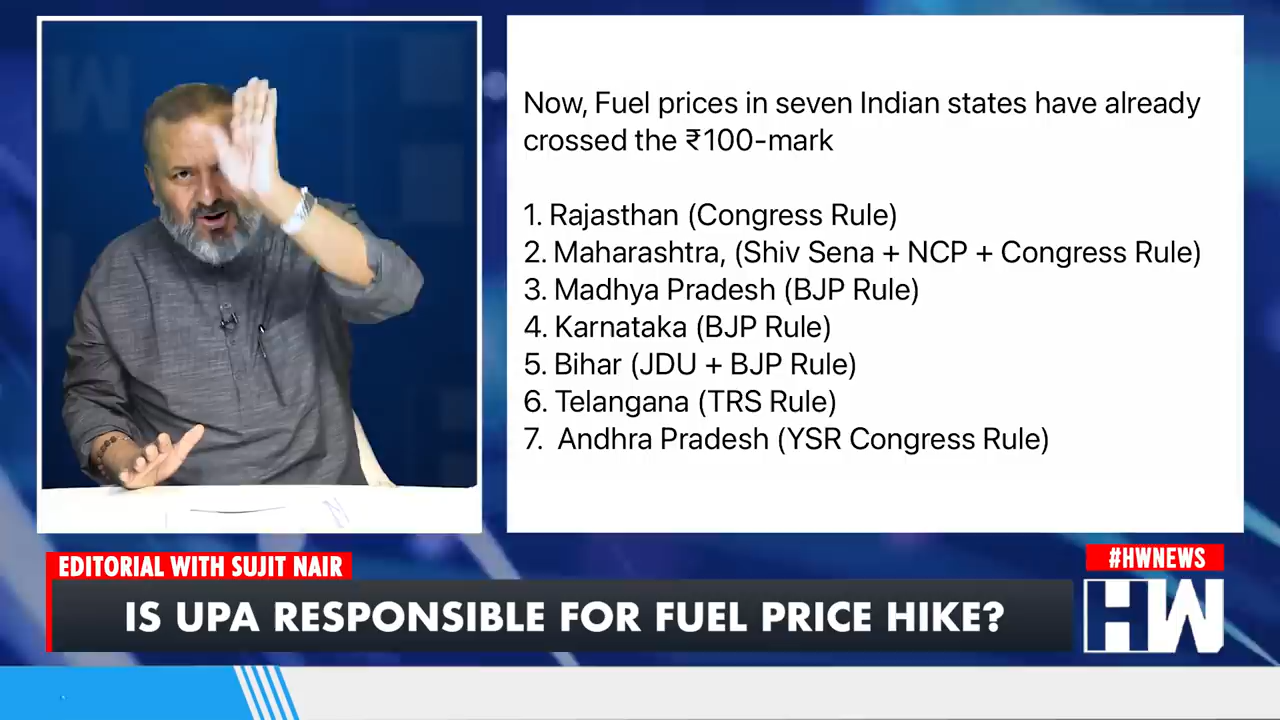 Now, Fuel prices in seven Indian states have already
crossed the ₹100-mark
1. Rajasthan (Congress Rule)
2. Maharashtra, (Shiv Sena + NCP + Congress Rule)
3. Madhya Pradesh (BJP Rule)
4. Karnataka (BJP Rule)
5. Bihar (JDU + BJP Rule)
6. Telangana (TRS Rule)
7. Andhra Pradesh (YSR Congress Rule)
EDITORIAL WITH SUJIT NAIR
#HWNEWS
IS UPA RESPONSIBLE FOR FUEL PRICE HIKE?
HW